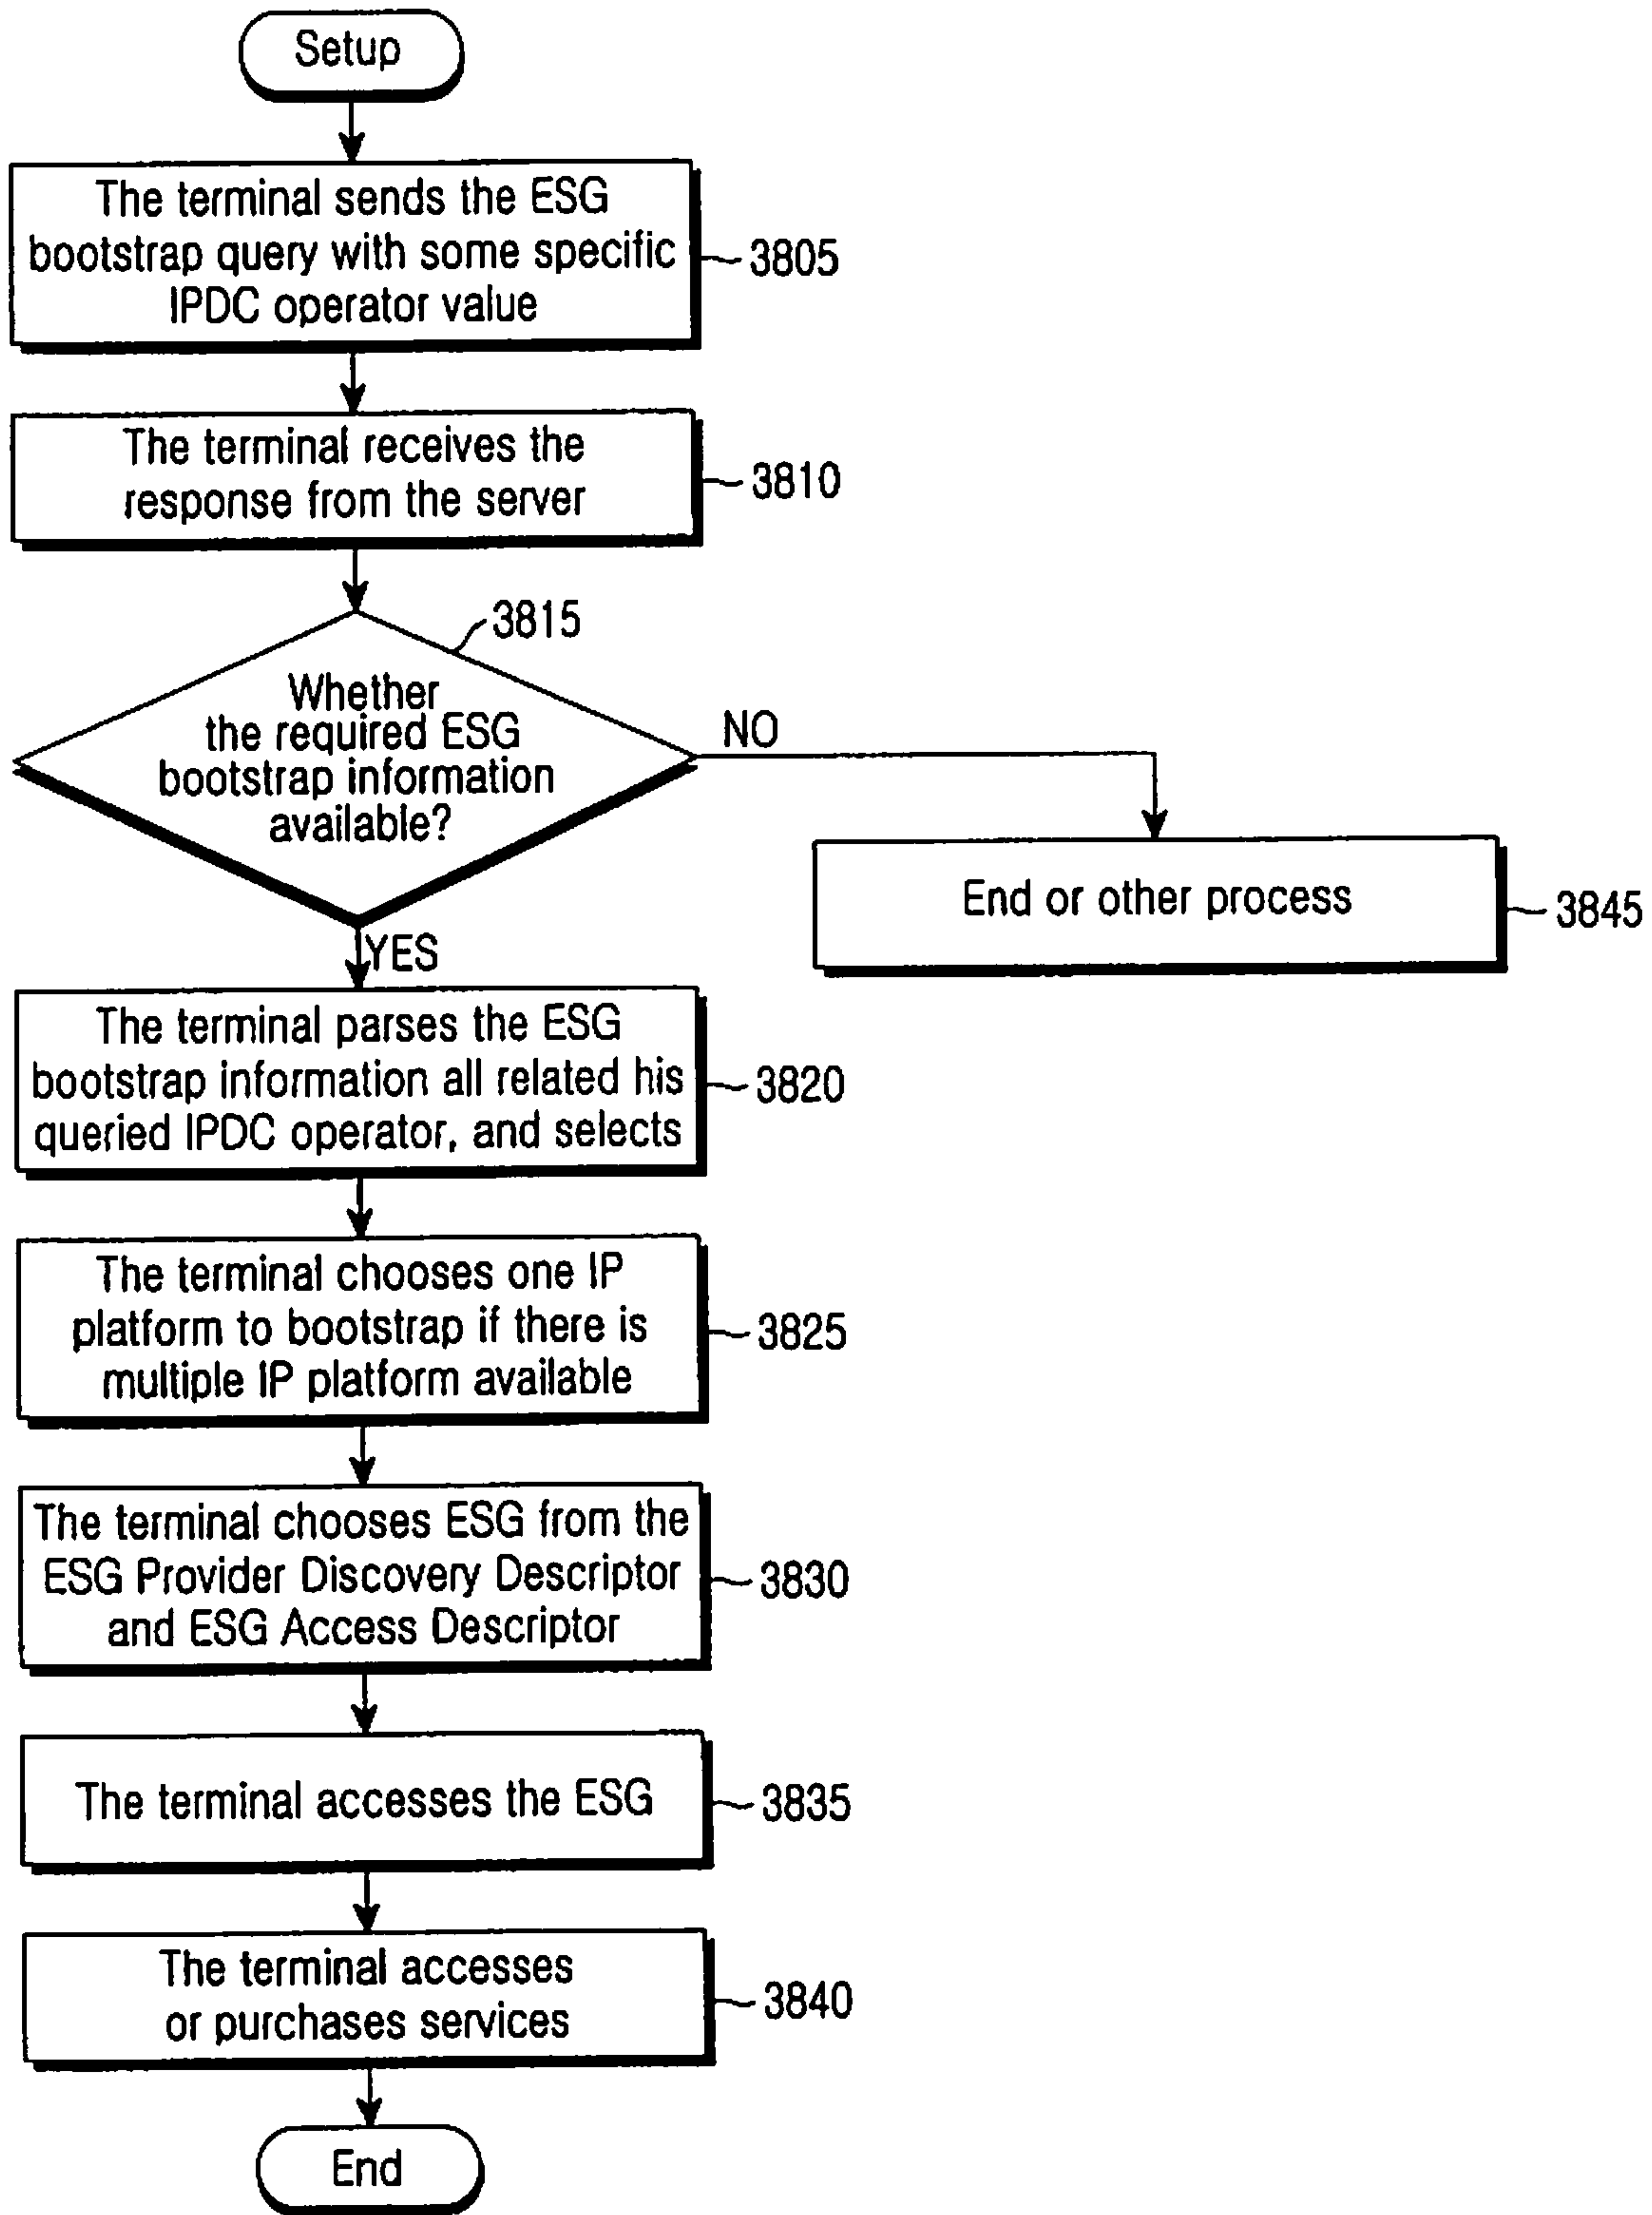 Setup
The terminal sends the ESG
bootstrap query with some specific
IPDC operator value
3805
The terminal receives the
response from the server
3810
3815
Whether
the required ESG
bootstrap information
available?
NO
End or other process
3845
YES
The terminal parses the ESG
bootstrap information all related his
queried IPDC operator, and selects
3820
The terminal chooses one IP
platform to bootstrap if there is
multiple IP platform available
3825
The terminal chooses ESG from the
ESG Provider Discovery Descriptor
and ESG Access Descriptor
3830
The terminal accesses the ESG
3835
The terminal accesses
or purchases services
3840
End